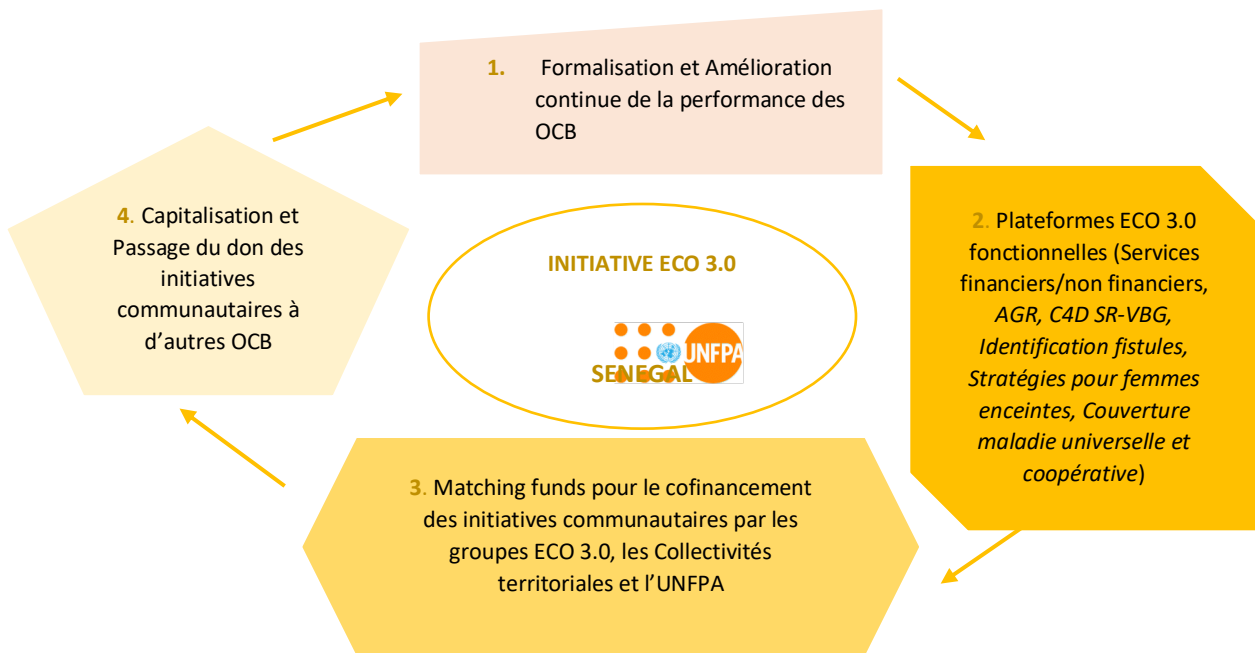 1. Formalisation et Amélioration
continue de la performance des
OCB
2. Plateformes ECO 3.0
fonctionnelles (Services
financiers/non financiers,
AGR, C4D SR-VBG,
Identification fistules,
Stratégies pour femmes
enceintes, Couverture
maladie universelle et
coopérative)
3. Matching funds pour le cofinancement
des initiatives communautaires par les
groupes ECO 3.0, les Collectivités
territoriales et l’UNFPA
4. Capitalisation et
Passage du don des
initiatives
communautaires à
d’autres OCB
INITIATIVE ECO 3.0
UNFPA
SENEGAL